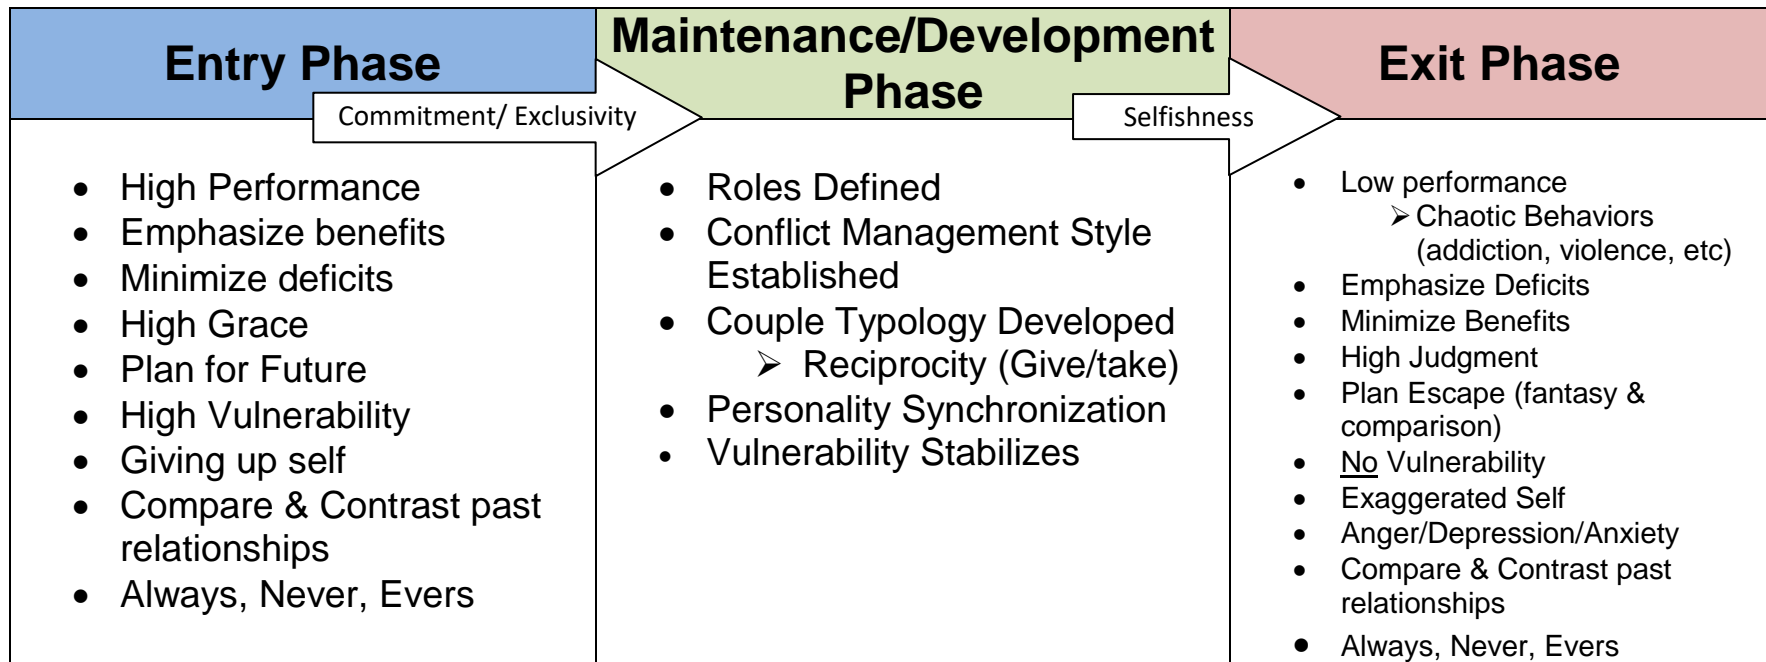 Entry Phase
Commitment/ Exclusivity
• High Performance
• Emphasize benefits
• Minimize deficits
• High Grace
• Plan for Future
• High Vulnerability
• Giving up self
• Compare & Contrast past
relationships
• Always, Never, Evers
Maintenance/Development
Phase
Selfishness
• Roles Defined
• Conflict Management Style
Established
• Couple Typology Developed
➢ Reciprocity (Give/take)
• Personality Synchronization
• Vulnerability Stabilizes
Exit Phase
• Low performance
➢ Chaotic Behaviors
(addiction, violence, etc)
• Emphasize Deficits
• Minimize Benefits
• High Judgment
• Plan Escape (fantasy &
comparison)
• No Vulnerability
• Exaggerated Self
• Anger/Depression/Anxiety
• Compare & Contrast past
relationships
• Always, Never, Evers